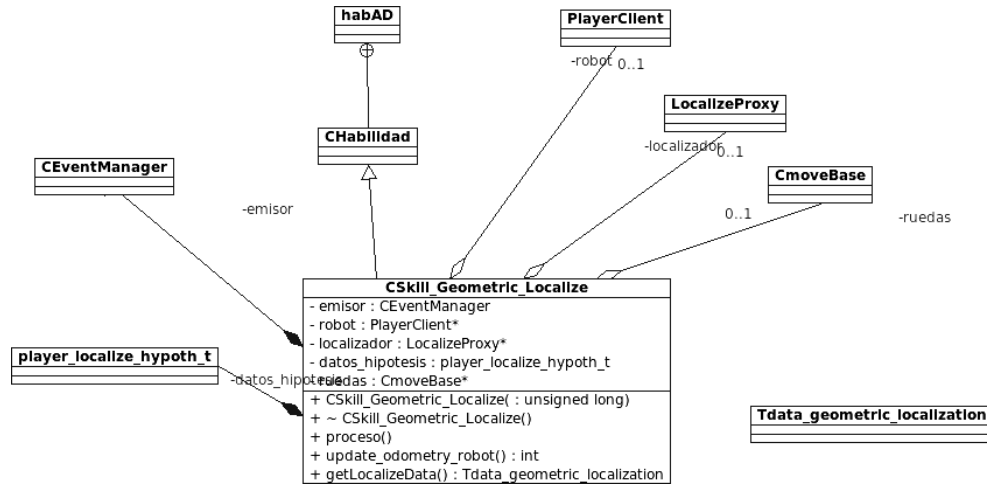 habAD
PlayerClient
-robot
0..1
LocalizeProxy
-localizador
0..1
CHabilidad
CEventManager
CmoveBase
-emisor
0..1
-ruedas
CSkill_Geometric_Localize
- emisor : CEventManager
- robot : PlayerClient*
- localizador : LocalizeProxy*
- datos_hipotesis : player_localize_hypoth_t
- ruedas : CmoveBase*
player_localize_hypoth_t
-datos_hipotesis
+ CSkill_Geometric_Localize( : unsigned long)
+ ~ CSkill_Geometric_Localize()
+ proceso()
+ update_odometry_robot() : int
+ getLocalizeData() : Tdata_geometric_localization
Tdata_geometric_localization